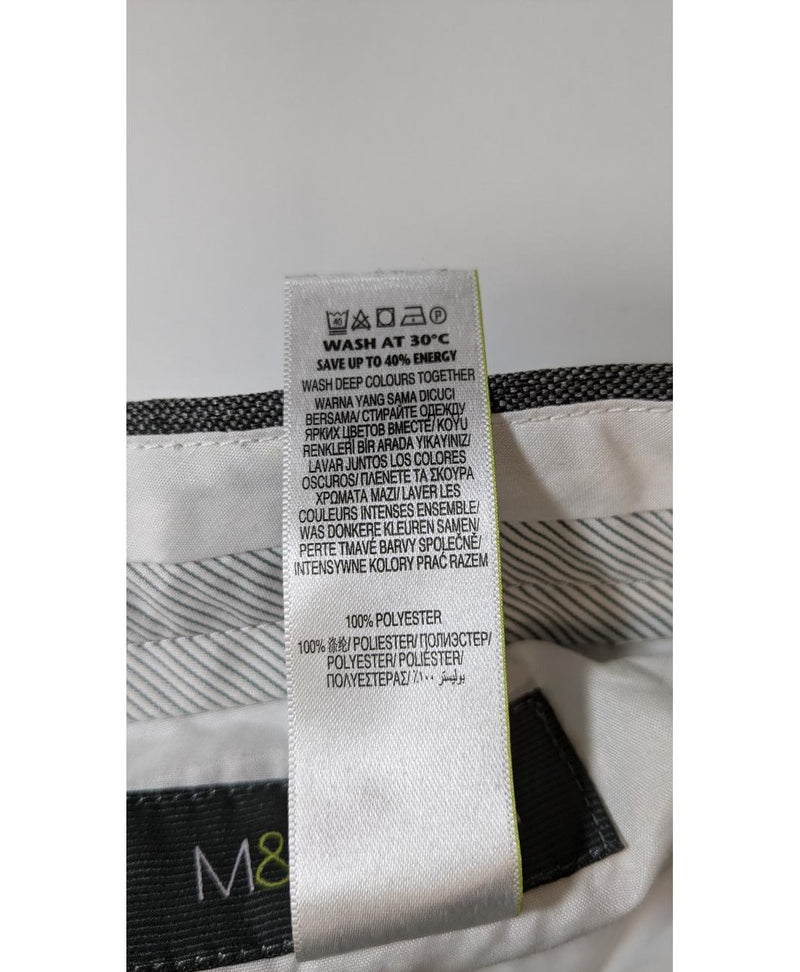 40 P
WASH AT 30°C
SAVE UP TO 40% ENERGY
WASH DEEP COLOURS TOGETHER
WARNA YANG SAMA DICUCI
BERSAMA/ СТИРАЙТЕ ОДЕЖДУ
ЯРКИХ ЦВЕТОВ ВМЕСТЕ/ KOYU
RENKLERİ BİR ARADA YIKAYINIZ/
LAVAR JUNTOS LOS COLORES
OSCUROS/ ΠΛΕΝΕΤΕ ΤΑ ΣΚΟΥΡΑ
ΧΡΩΜΑΤΑ ΜΑΖΙ/ LAVER LES
COULEURS INTENSES ENSEMBLE/
WAS DONKERE KLEUREN SAMEN/
PERTE TMAVÉ BARVY SPOLEČNĚ/
INTENSYWNE KOLORY PRAĆ RAZEM
100% POLYESTER
100% 涤纶/ POLIESTER/ ПОЛИЭСТЕР/
POLYESTER/ POLIÉSTER/
ΠΟΛΥΕΣΤΕΡΑΣ/ بوليستر ١٠٠٪
M&